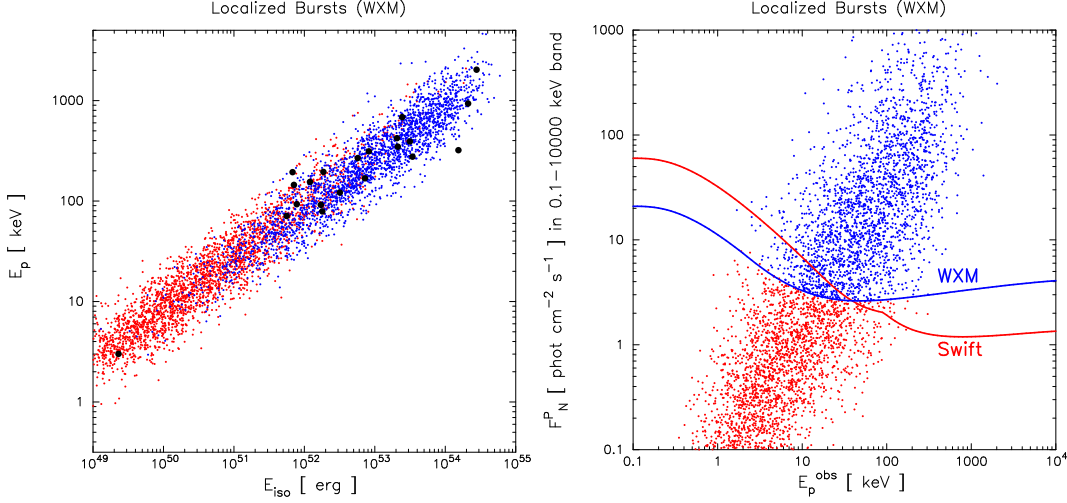 Localized Bursts (WXM)
1000
100
10
1
E_p [ keV ]
10^49 10^50 10^51 10^52 10^53 10^54 10^55
E_iso [ erg ]
Localized Bursts (WXM)
1000
100
10
1
0.1
F^P_N [ phot cm^−2 s^−1 ] in 0.1−10000 keV band
WXM
Swift
0.1 1 10 100 1000 10^4
E_p^obs [ keV ]